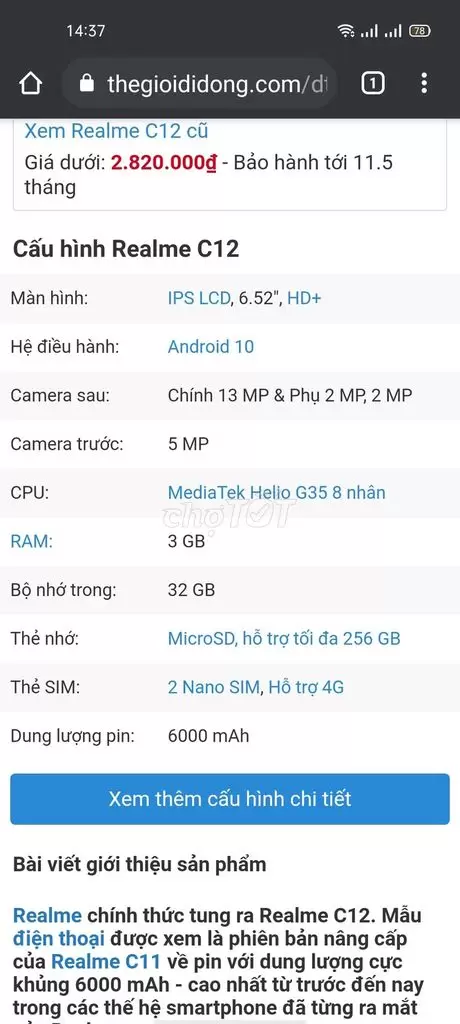 14:37
78
thegioididong.com/dt
1
Xem Realme C12 cũ
Giá dưới: 2.820.000₫ - Bảo hành tới 11.5
tháng
Cấu hình Realme C12
Màn hình: IPS LCD, 6.52", HD+
Hệ điều hành: Android 10
Camera sau: Chính 13 MP & Phụ 2 MP, 2 MP
Camera trước: 5 MP
CPU: MediaTek Helio G35 8 nhân
chợTỐT
RAM: 3 GB
Bộ nhớ trong: 32 GB
Thẻ nhớ: MicroSD, hỗ trợ tối đa 256 GB
Thẻ SIM: 2 Nano SIM, Hỗ trợ 4G
Dung lượng pin: 6000 mAh
Xem thêm cấu hình chi tiết
Bài viết giới thiệu sản phẩm
Realme chính thức tung ra Realme C12. Mẫu
điện thoại được xem là phiên bản nâng cấp
của Realme C11 về pin với dung lượng cực
khủng 6000 mAh - cao nhất từ trước đến nay
trong các thế hệ smartphone đã từng ra mắt